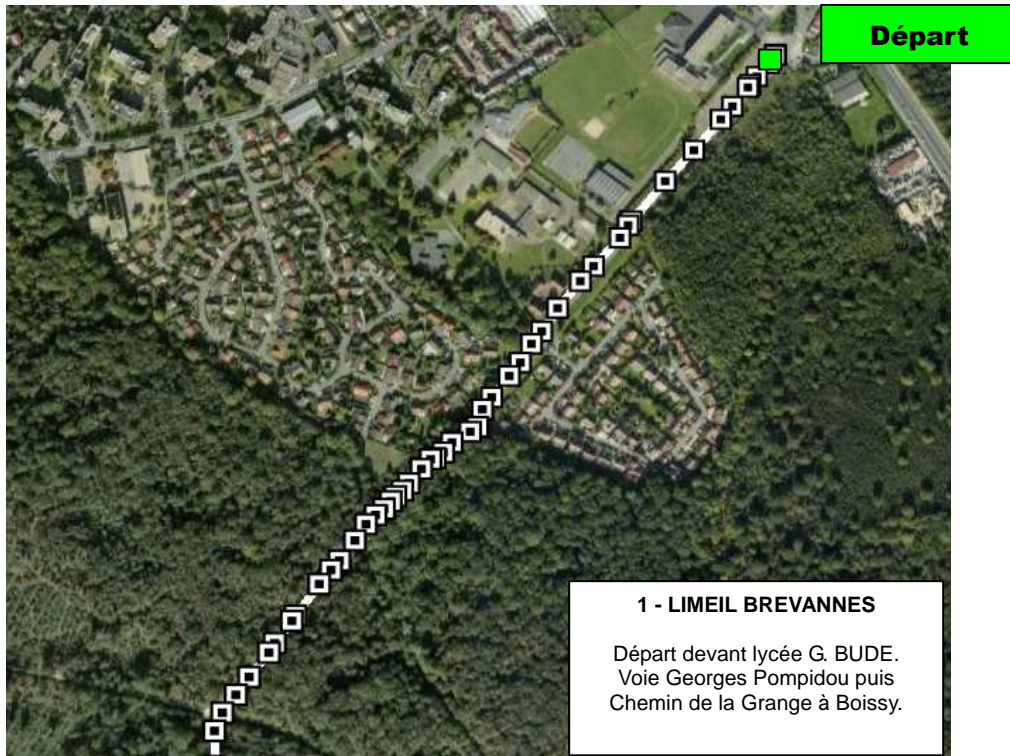 Départ
1 - LIMEIL BREVANNES
Départ devant lycée G. BUDE.
Voie Georges Pompidou puis
Chemin de la Grange à Boissy.